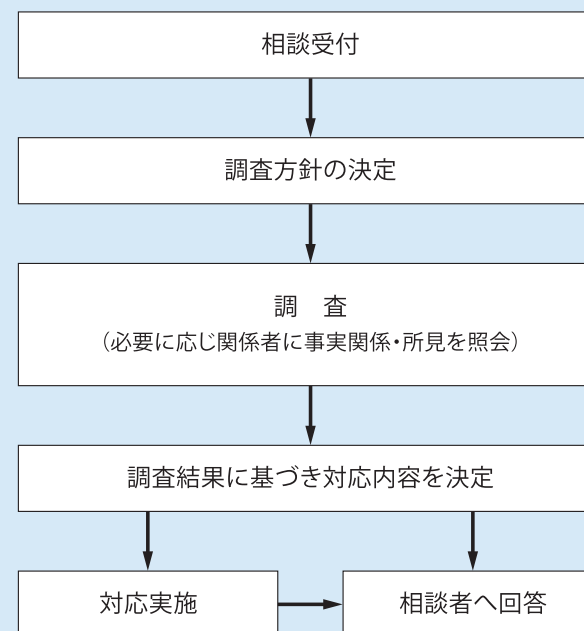 相談受付
調査方針の決定
調　査
（必要に応じ関係者に事実関係・所見を照会）
調査結果に基づき対応内容を決定
対応実施
相談者へ回答